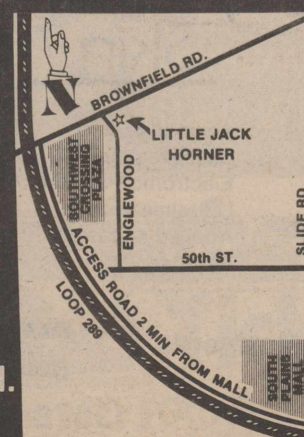 N
BROWNFIELD RD.
LITTLE JACK
HORNER
SOUTHWEST
CROSSING
PLAZA
ENGLEWOOD
SLIDE RD
50th ST.
ACCESS ROAD 2 MIN FROM MALL
LOOP 289
SOUTH
PLAINS
MALL